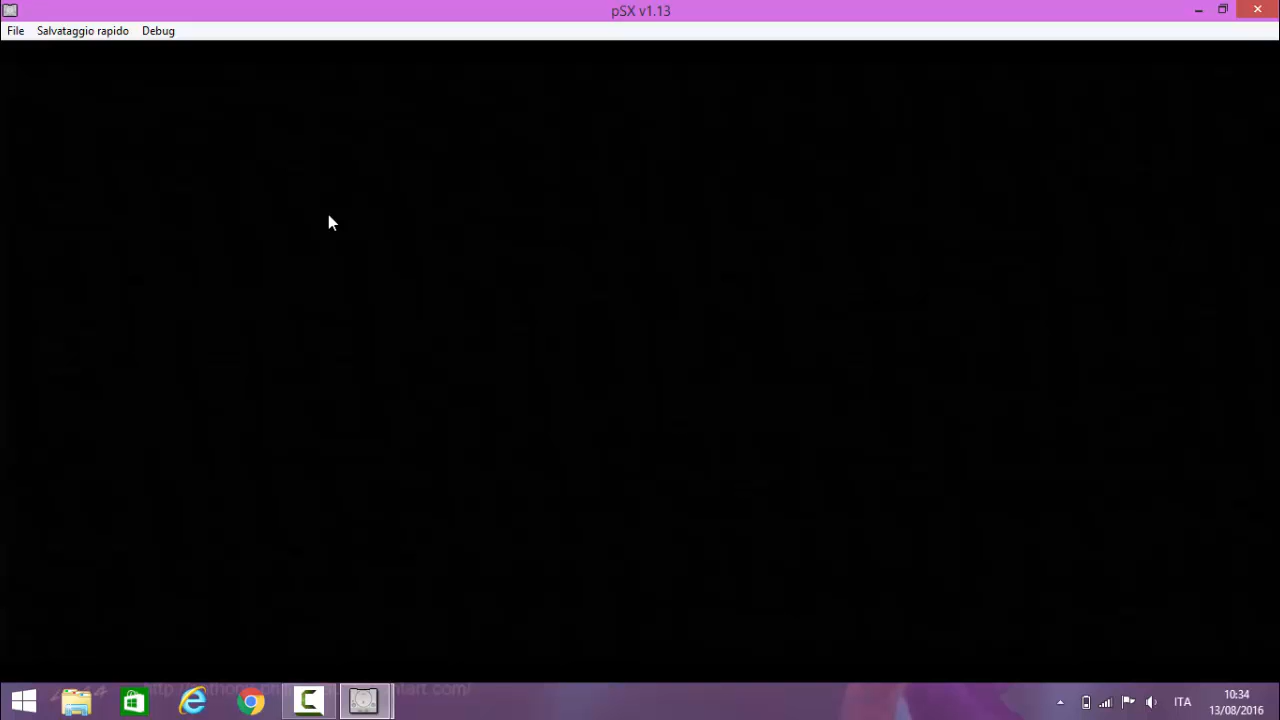 pSX v1.13
File Salvataggio rapido Debug
ITA
10:34
13/08/2016